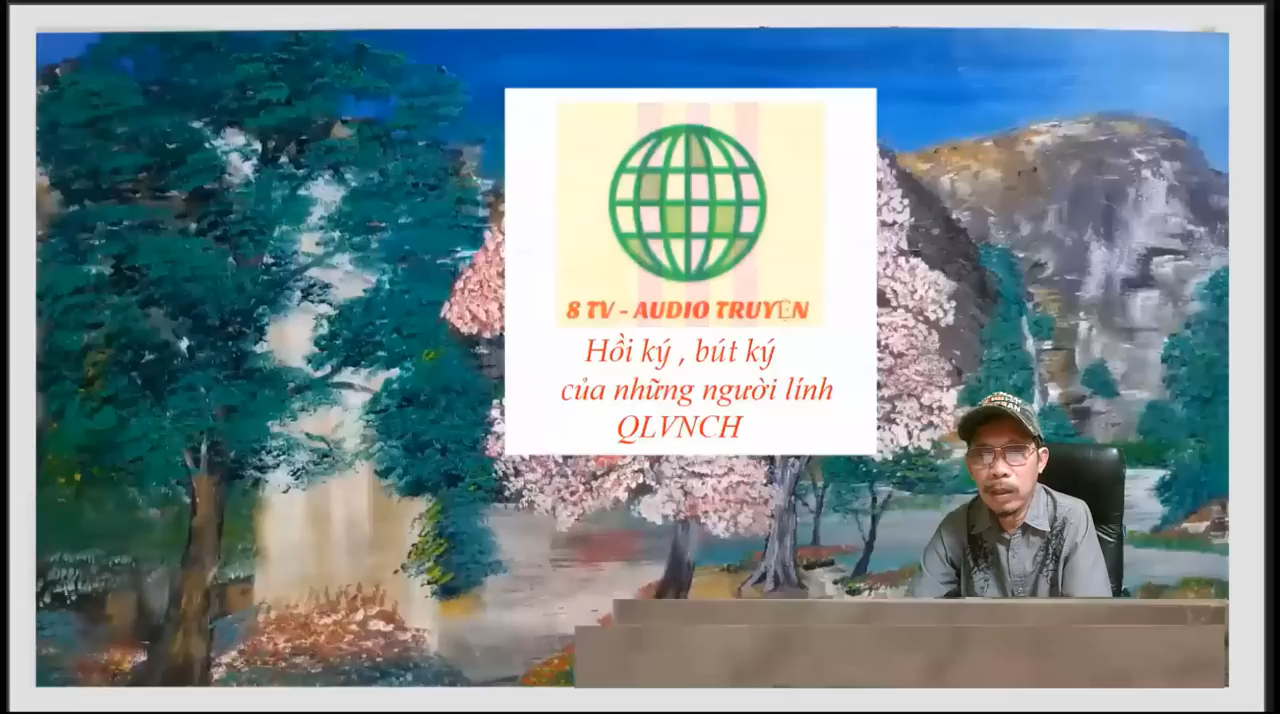 8 TV - AUDIO TRUYỆN
Hồi ký , bút ký
của những người lính
QLVNCH